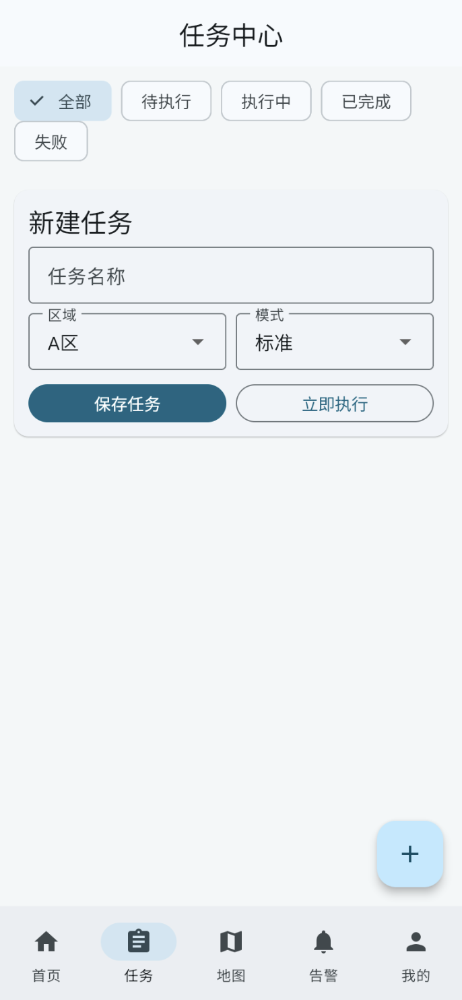 任务中心
全部 待执行 执行中 已完成
失败
新建任务
任务名称
区域 模式
A区 标准
保存任务 立即执行
首页 任务 地图 告警 我的